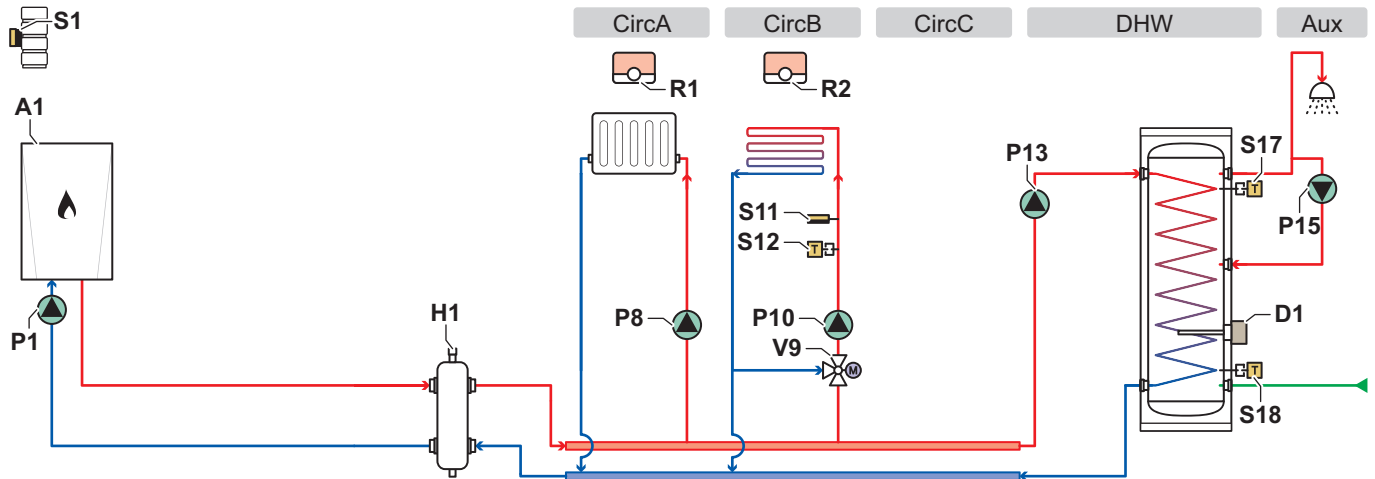 S1
CircA
CircB
CircC
DHW
Aux
R1
R2
A1
P13
S17
T
S11
S12
T
P15
P1
H1
P8
P10
D1
V9
M
T
S18